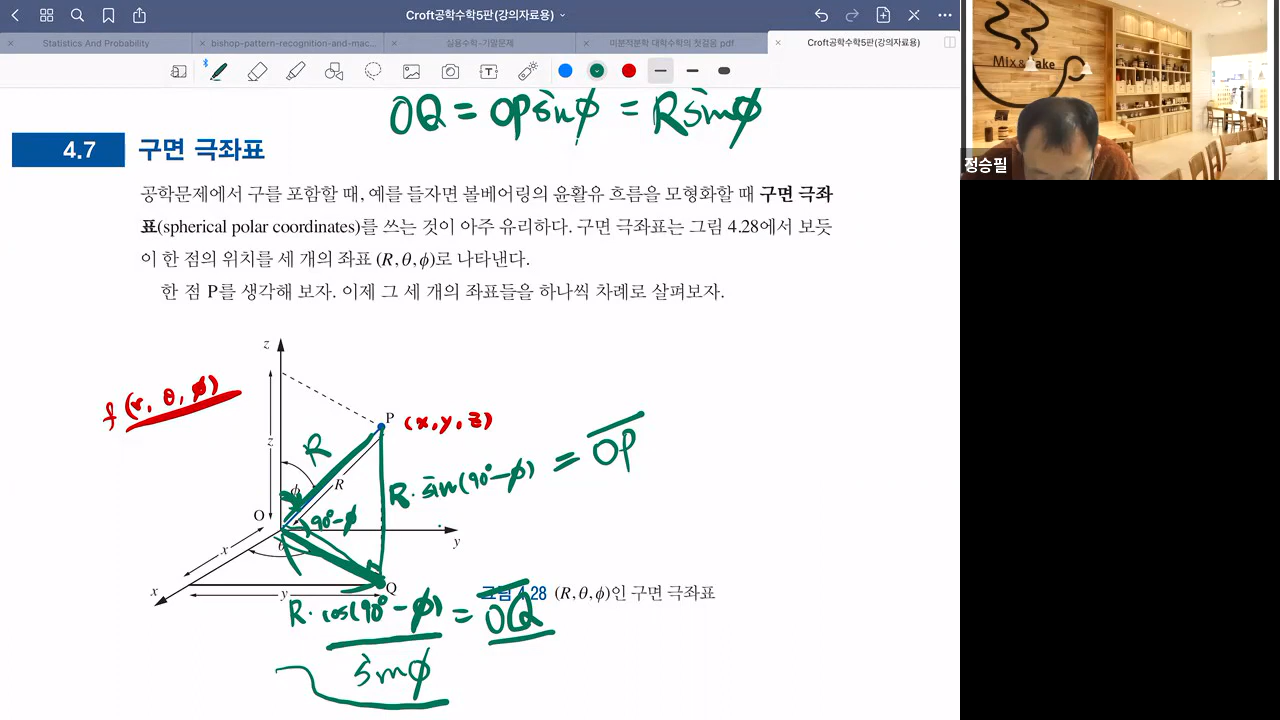 Croft공학수학5판(강의자료용)
Statistics And Probability
bishop-pattern-recognition-and-mac...
실용수학-기말문제
미분적분학 대학수학의 첫걸음.pdf
Croft공학수학5판(강의자료용)
Mix&Bake
정승필
OQ = OP sinφ = R sinφ
4.7 구면 극좌표
공학문제에서 구를 포함할 때, 예를 들자면 볼베어링의 윤활유 흐름을 모형화할 때 구면 극좌
표(spherical polar coordinates)를 쓰는 것이 아주 유리하다. 구면 극좌표는 그림 4.28에서 보듯
이 한 점의 위치를 세 개의 좌표 (R, θ, ϕ)로 나타낸다.
한 점 P를 생각해 보자. 이제 그 세 개의 좌표들을 하나씩 차례로 살펴보자.
z
f(r, θ, φ)
P (x, y, z)
z
R
R · sin(90° - φ) = OP
ϕ
R
O
90° - φ
y
x
θ
x
y
Q
그림 4.28 (R, θ, ϕ)인 구면 극좌표
R · cos(90° - φ) = OQ
sinφ